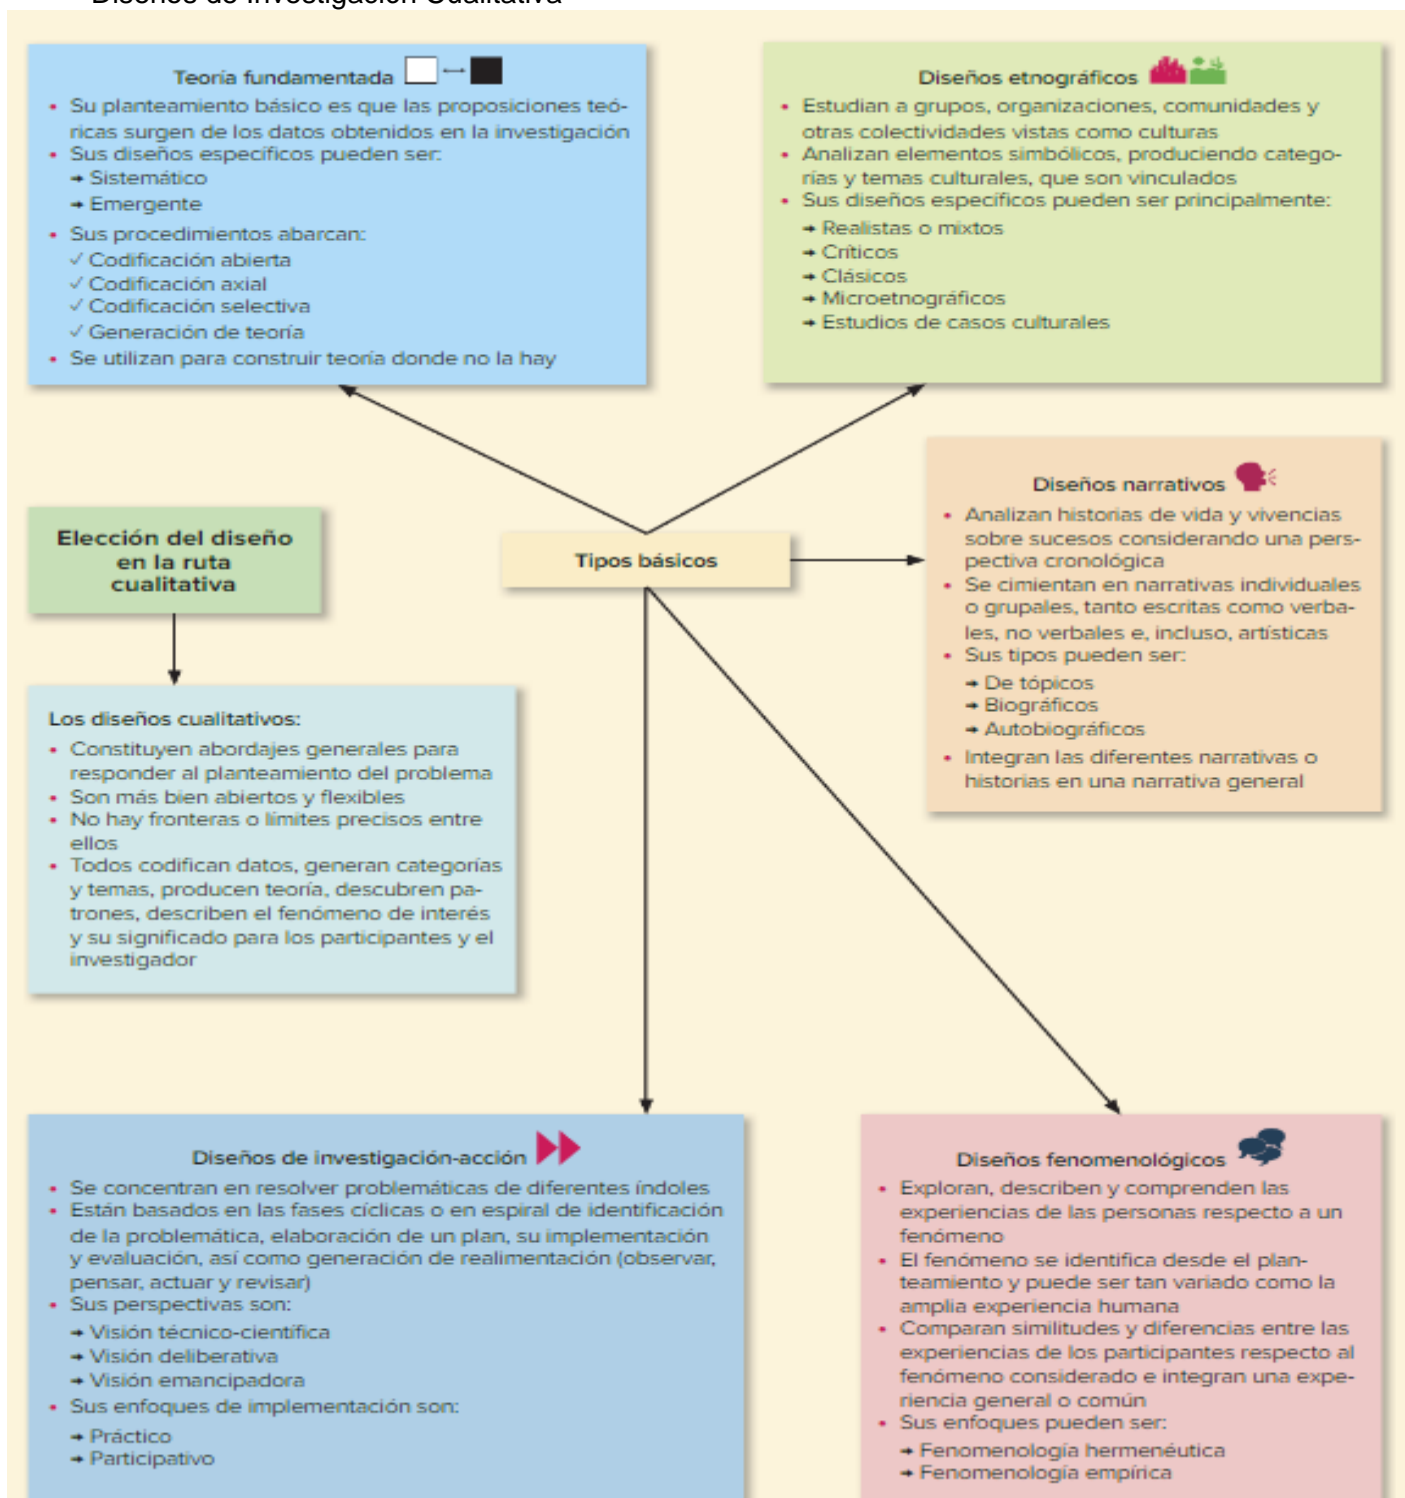 Diseños de Investigación Cualitativa
Teoría fundamentada
• Su planteamiento básico es que las proposiciones teó-
ricas surgen de los datos obtenidos en la investigación
• Sus diseños específicos pueden ser:
→ Sistemático
→ Emergente
• Sus procedimientos abarcan:
✓ Codificación abierta
✓ Codificación axial
✓ Codificación selectiva
✓ Generación de teoría
• Se utilizan para construir teoría donde no la hay
Diseños etnográficos
• Estudian a grupos, organizaciones, comunidades y
otras colectividades vistas como culturas
• Analizan elementos simbólicos, produciendo catego-
rías y temas culturales, que son vinculados
• Sus diseños específicos pueden ser principalmente:
→ Realistas o mixtos
→ Críticos
→ Clásicos
→ Microetnográficos
→ Estudios de casos culturales
Elección del diseño
en la ruta
cualitativa
Tipos básicos
Diseños narrativos
• Analizan historias de vida y vivencias
sobre sucesos considerando una pers-
pectiva cronológica
• Se cimientan en narrativas individuales
o grupales, tanto escritas como verba-
les, no verbales e, incluso, artísticas
• Sus tipos pueden ser:
→ De tópicos
→ Biográficos
→ Autobiográficos
• Integran las diferentes narrativas o
historias en una narrativa general
Los diseños cualitativos:
• Constituyen abordajes generales para
responder al planteamiento del problema
• Son más bien abiertos y flexibles
• No hay fronteras o límites precisos entre
ellos
• Todos codifican datos, generan categorías
y temas, producen teoría, descubren pa-
trones, describen el fenómeno de interés
y su significado para los participantes y el
investigador
Diseños de investigación-acción
• Se concentran en resolver problemáticas de diferentes índoles
• Están basados en las fases cíclicas o en espiral de identificación
de la problemática, elaboración de un plan, su implementación
y evaluación, así como generación de realimentación (observar,
pensar, actuar y revisar)
• Sus perspectivas son:
→ Visión técnico-científica
→ Visión deliberativa
→ Visión emancipadora
• Sus enfoques de implementación son:
→ Práctico
→ Participativo
Diseños fenomenológicos
• Exploran, describen y comprenden las
experiencias de las personas respecto a un
fenómeno
• El fenómeno se identifica desde el plan-
teamiento y puede ser tan variado como la
amplia experiencia humana
• Comparan similitudes y diferencias entre las
experiencias de los participantes respecto al
fenómeno considerado e integran una expe-
riencia general o común
• Sus enfoques pueden ser:
→ Fenomenología hermenéutica
→ Fenomenología empírica